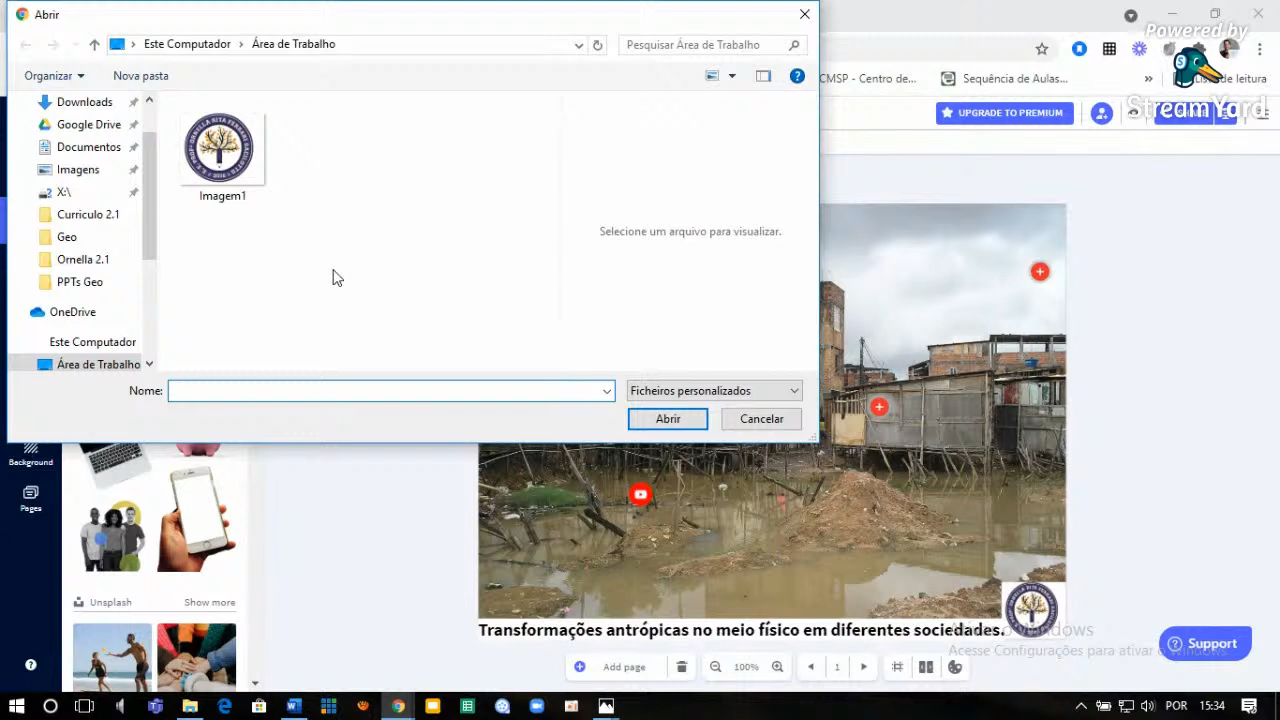 Abrir
Este Computador
Área de Trabalho
Pesquisar Área de Trabalho
Powered by
StreamYard
Organizar
Nova pasta
CMSP - Centro de...
Sequência de Aulas...
»
de leitura
UPGRADE TO PREMIUM
Downloads
Google Drive
Documentos
Imagens
X:\
Curriculo 2.1
Geo
Ornella 2.1
PPTs Geo
OneDrive
Este Computador
Área de Trabalho
Imagem1
Selecione um arquivo para visualizar.
Nome:
Ficheiros personalizados
Abrir
Cancelar
Background
Pages
Unsplash
Show more
Transformações antrópicas no meio físico em diferentes sociedades.
Windows
Acesse Configurações para ativar o Windows.
Support
Add page
100%
1
POR
15:34